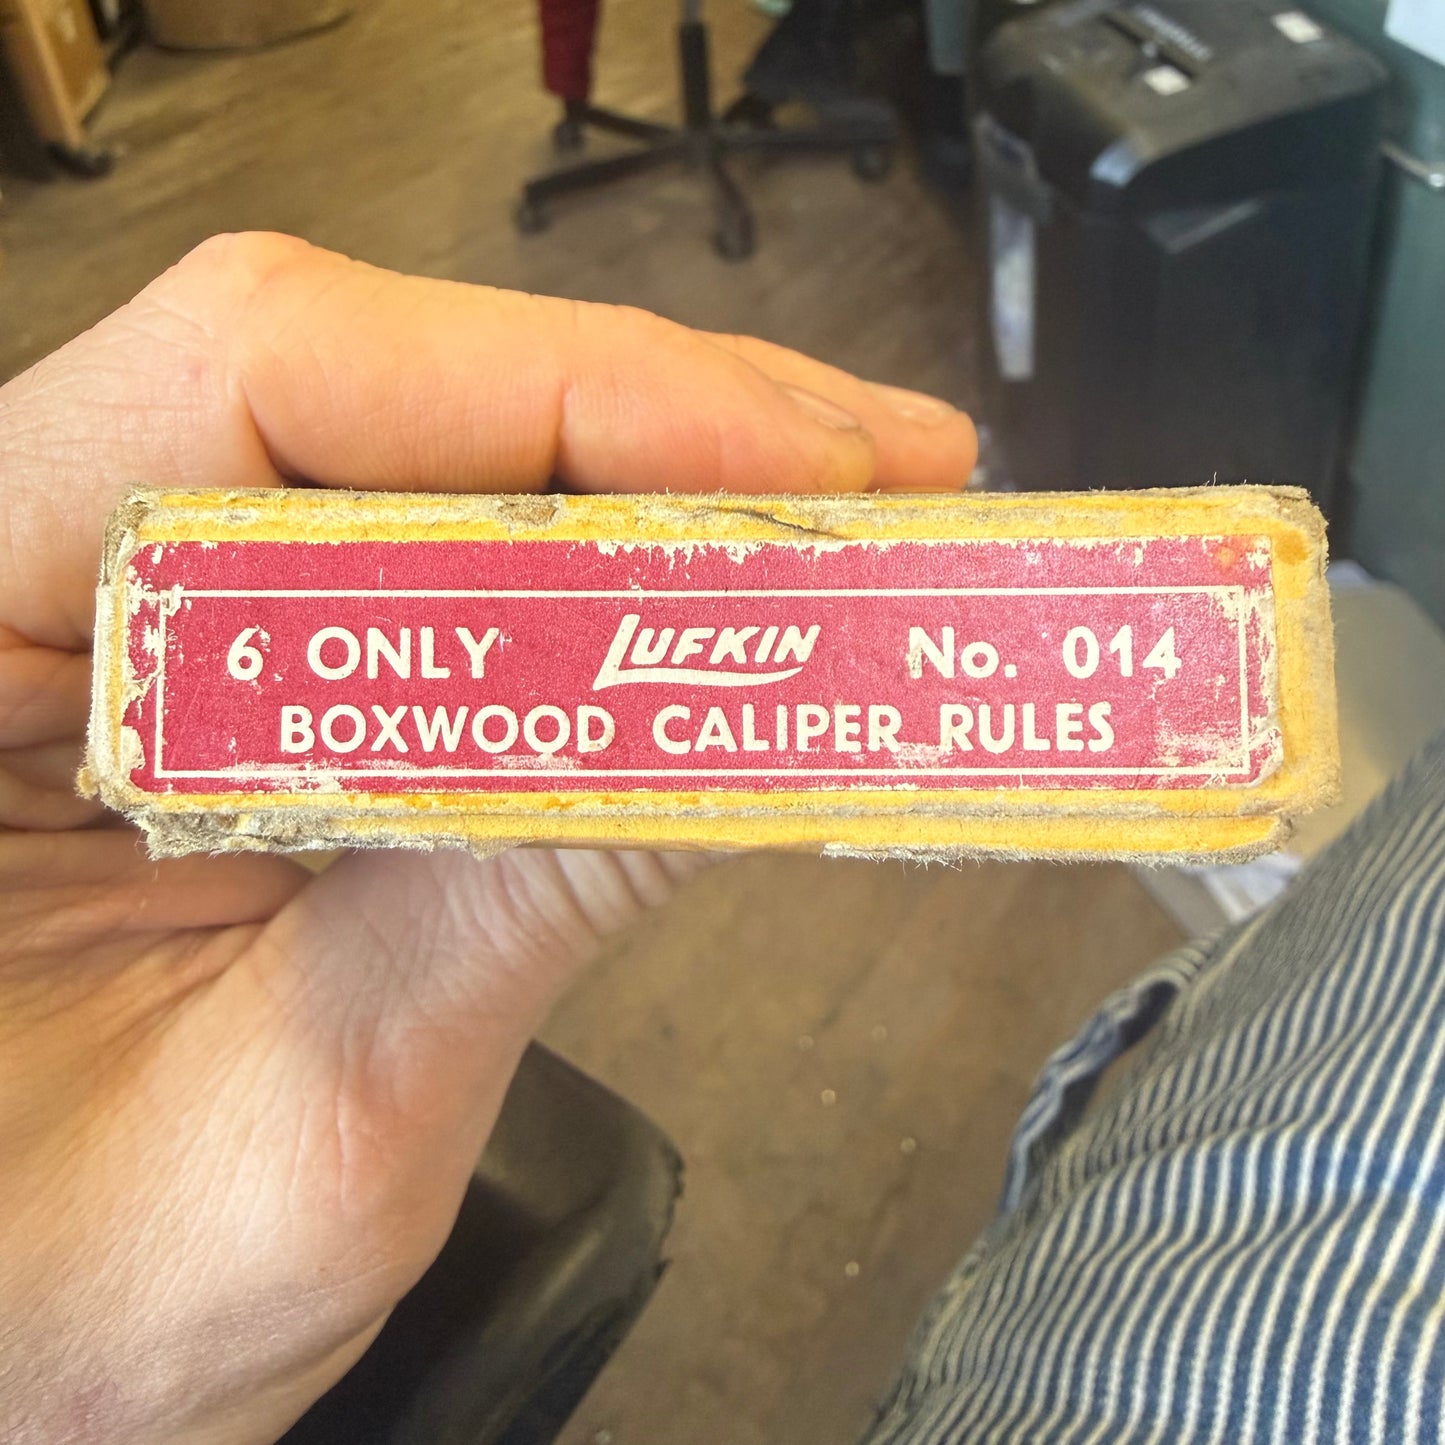 6 ONLY LUFKIN No. 014
BOXWOOD CALIPER RULES